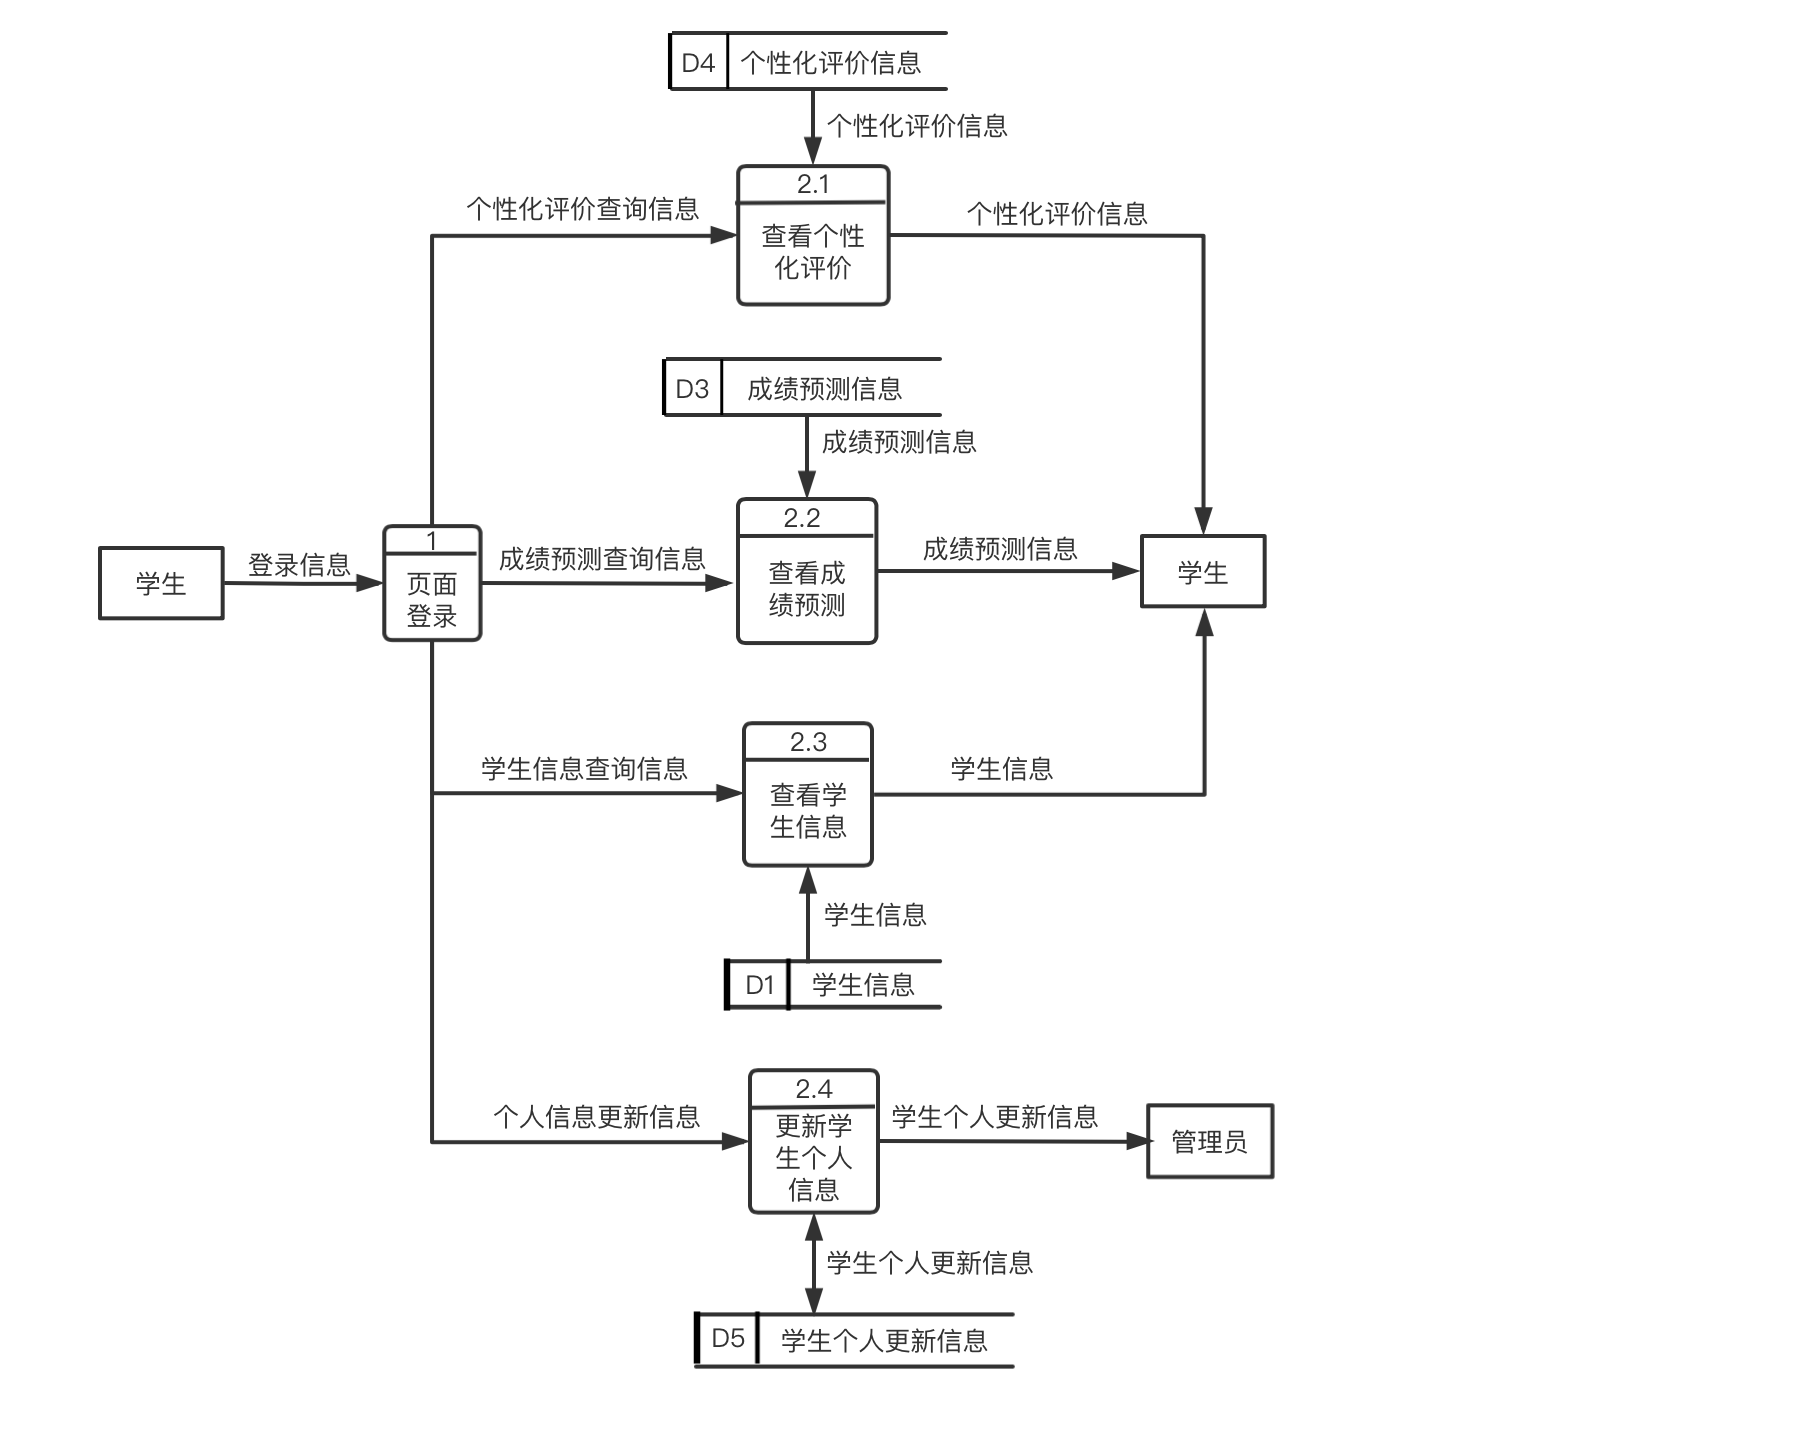 D4
个性化评价信息
个性化评价信息
2.1
个性化评价查询信息
个性化评价信息
查看个性
化评价
D3
成绩预测信息
成绩预测信息
2.2
1
学生
登录信息
页面
登录
成绩预测查询信息
查看成
绩预测
成绩预测信息
学生
2.3
学生信息查询信息
查看学
生信息
学生信息
学生信息
D1
学生信息
2.4
个人信息更新信息
更新学
生个人
信息
学生个人更新信息
管理员
学生个人更新信息
D5
学生个人更新信息